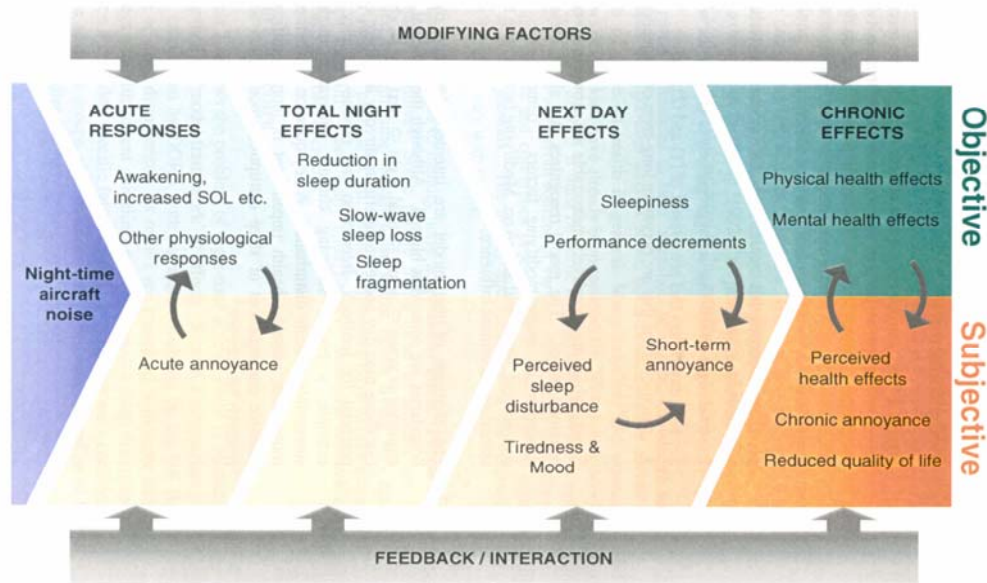 MODIFYING FACTORS
ACUTE
RESPONSES
Awakening,
increased SOL etc.
Other physiological
responses
Acute annoyance
TOTAL NIGHT
EFFECTS
Reduction in
sleep duration
Slow-wave
sleep loss
Sleep
fragmentation
NEXT DAY
EFFECTS
Sleepiness
Performance decrements
Perceived
sleep
disturbance
Tiredness &
Mood
Short-term
annoyance
CHRONIC
EFFECTS
Physical health effects
Mental health effects
Perceived
health effects
Chronic annoyance
Reduced quality of life
Night-time
aircraft
noise
Objective
Subjective
FEEDBACK / INTERACTION